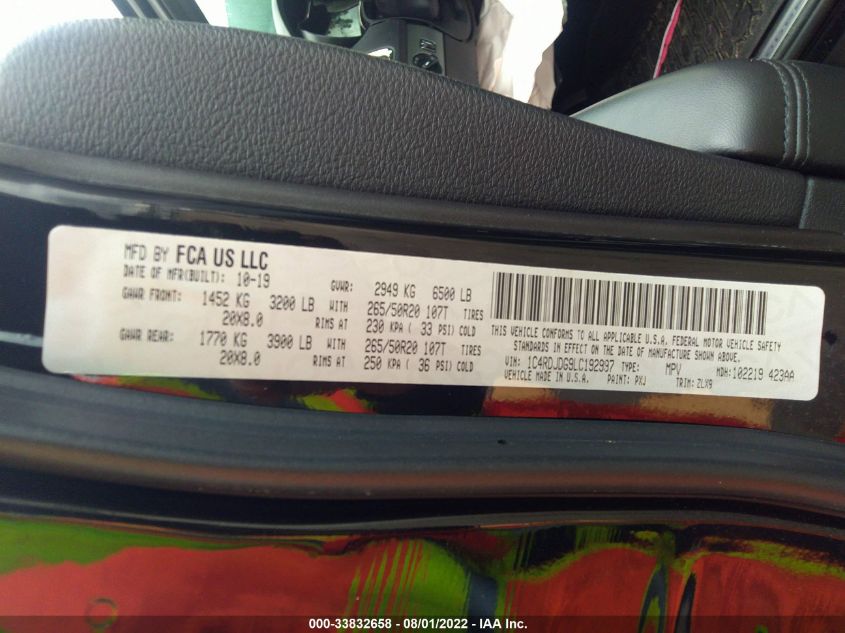 MFD BY FCA US LLC
DATE OF MFR(BUILT): 10-19 GVWR: 2949 KG 6500 LB
GAWR FRONT: 1452 KG 3200 LB WITH 265/50R20 107T TIRES
20X8.0 RIMS AT 230 KPA ( 33 PSI) COLD
GAWR REAR: 1770 KG 3900 LB WITH 265/50R20 107T TIRES
20X8.0 RIMS AT 250 KPA ( 36 PSI) COLD
THIS VEHICLE CONFORMS TO ALL APPLICABLE U.S.A. FEDERAL MOTOR VEHICLE SAFETY
STANDARDS IN EFFECT ON THE DATE OF MANUFACTURE SHOWN ABOVE.
VIN: 1C4RDJDG9LC192997 TYPE: MPV MDH:102219 423AA
VEHICLE MADE IN U.S.A. PAINT: PXJ TRIM: ZLX9
000-33832658 - 08/01/2022 - IAA Inc.